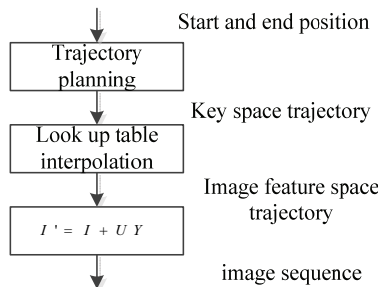 Start and end position
Trajectory
planning
Key space trajectory
Look up table
interpolation
Image feature space
trajectory
I ' = I + U Y
image sequence